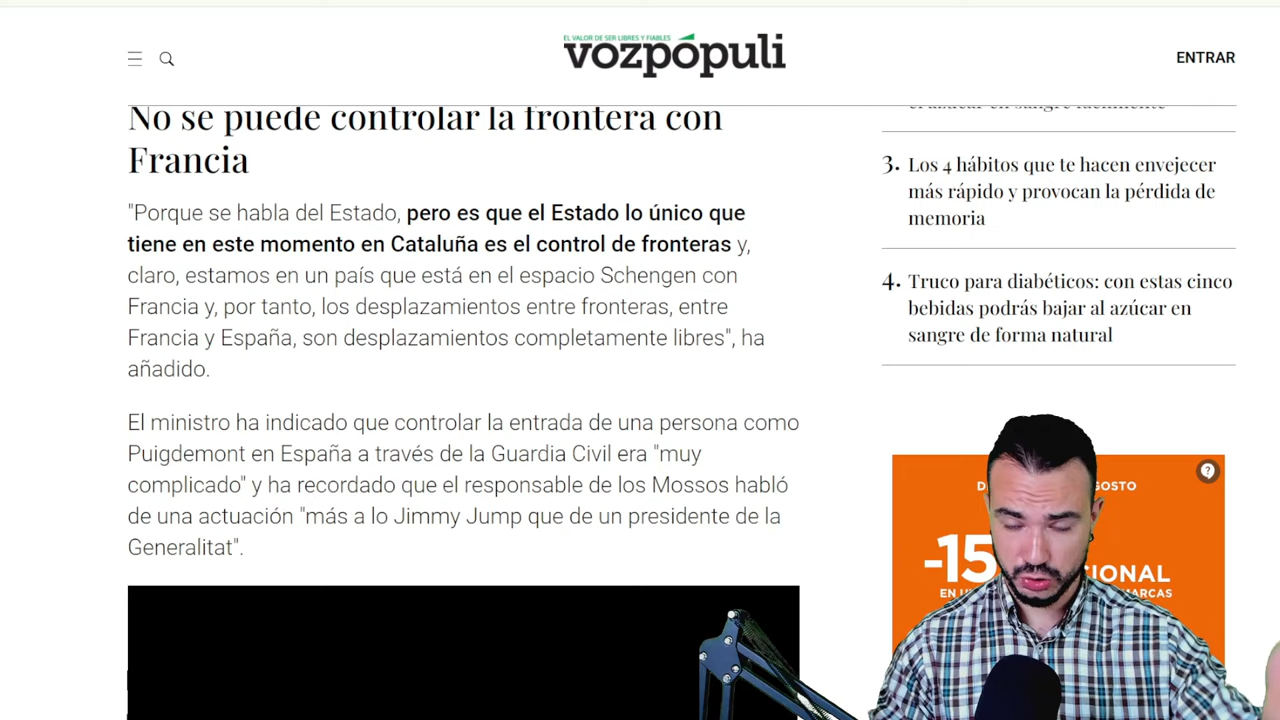 EL VALOR DE SER LIBRES Y FIABLES
vozpópuli
ENTRAR
No se puede controlar la frontera con
Francia
"Porque se habla del Estado, pero es que el Estado lo único que
tiene en este momento en Cataluña es el control de fronteras y,
claro, estamos en un país que está en el espacio Schengen con
Francia y, por tanto, los desplazamientos entre fronteras, entre
Francia y España, son desplazamientos completamente libres", ha
añadido.
El ministro ha indicado que controlar la entrada de una persona como
Puigdemont en España a través de la Guardia Civil era "muy
complicado" y ha recordado que el responsable de los Mossos habló
de una actuación "más a lo Jimmy Jump que de un presidente de la
Generalitat".
3. Los 4 hábitos que te hacen envejecer
más rápido y provocan la pérdida de
memoria
4. Truco para diabéticos: con estas cinco
bebidas podrás bajar al azúcar en
sangre de forma natural
?
-15